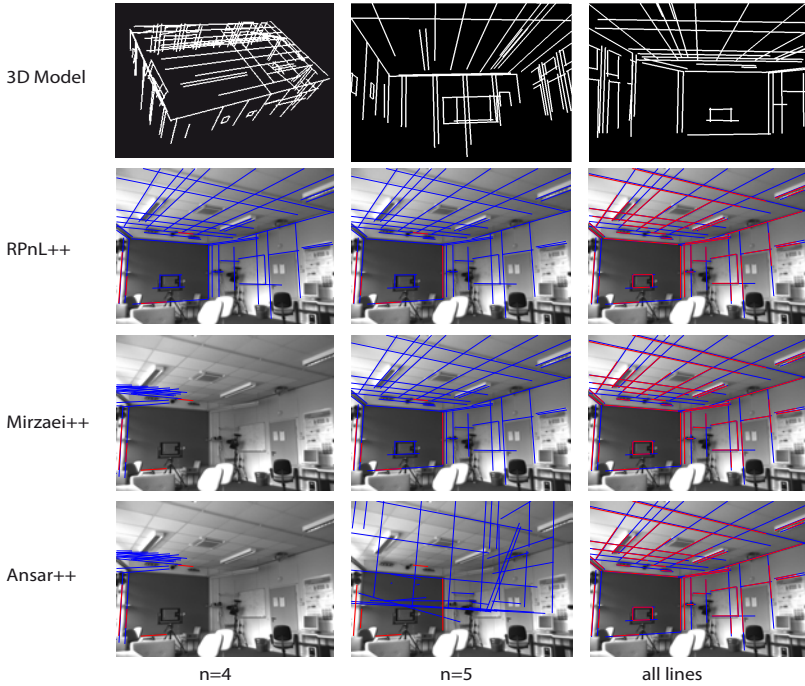 3D Model
RPnL++
Mirzaei++
Ansar++
n=4
n=5
all lines